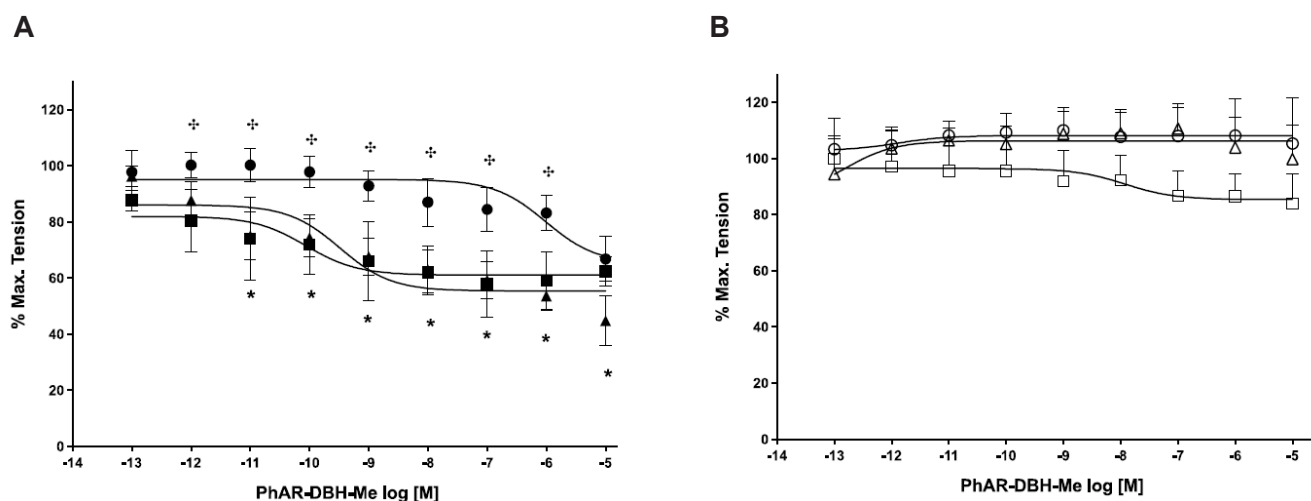 A
B
% Max. Tension
120
100
80
60
40
20
0
✣ ✣ ✣ ✣ ✣ ✣ ✣
* * * * * * *
-14 -13 -12 -11 -10 -9 -8 -7 -6 -5
PhAR-DBH-Me log [M]
% Max. Tension
120
100
80
60
40
20
0
-14 -13 -12 -11 -10 -9 -8 -7 -6 -5
PhAR-DBH-Me log [M]